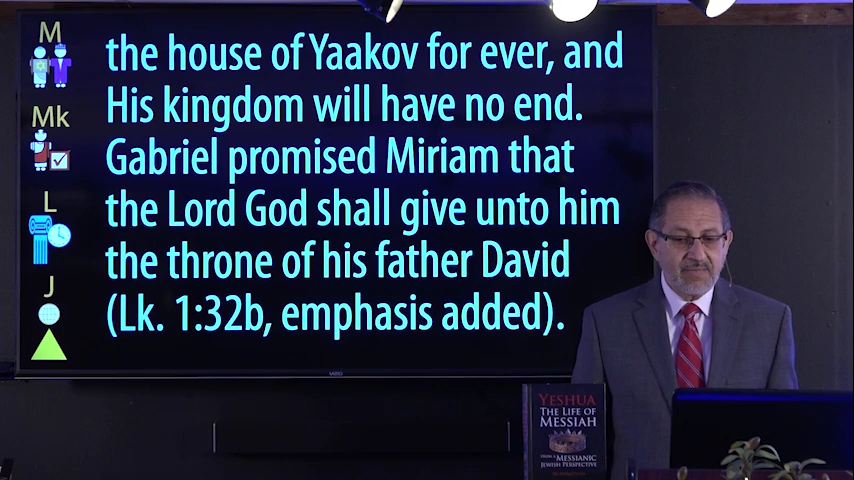 M
Mk
L
J
the house of Yaakov for ever, and
His kingdom will have no end.
Gabriel promised Miriam that
the Lord God shall give unto him
the throne of his father David
(Lk. 1:32b, emphasis added).
YESHUA
THE LIFE OF
MESSIAH
FROM A MESSIANIC
JEWISH PERSPECTIVE